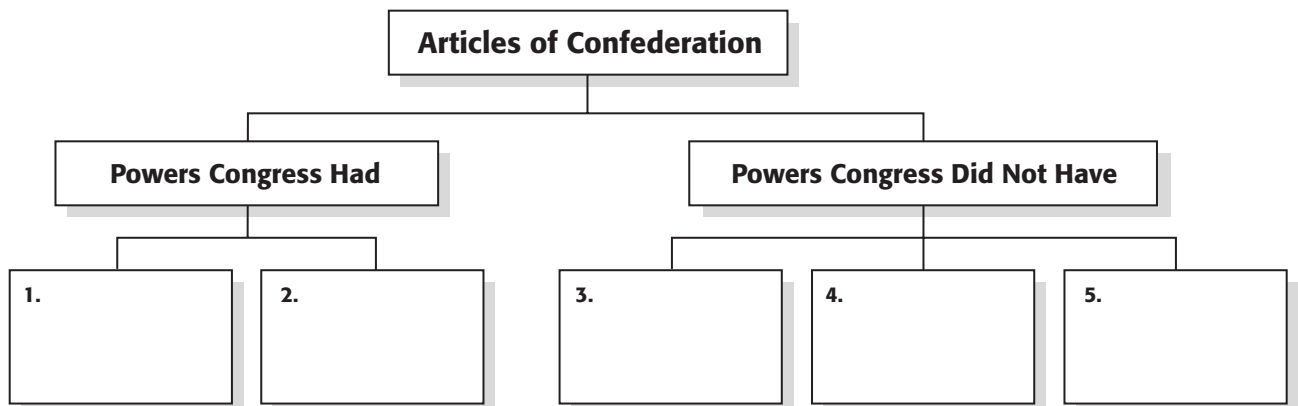 Articles of Confederation
Powers Congress Had
Powers Congress Did Not Have
1.
2.
3.
4.
5.